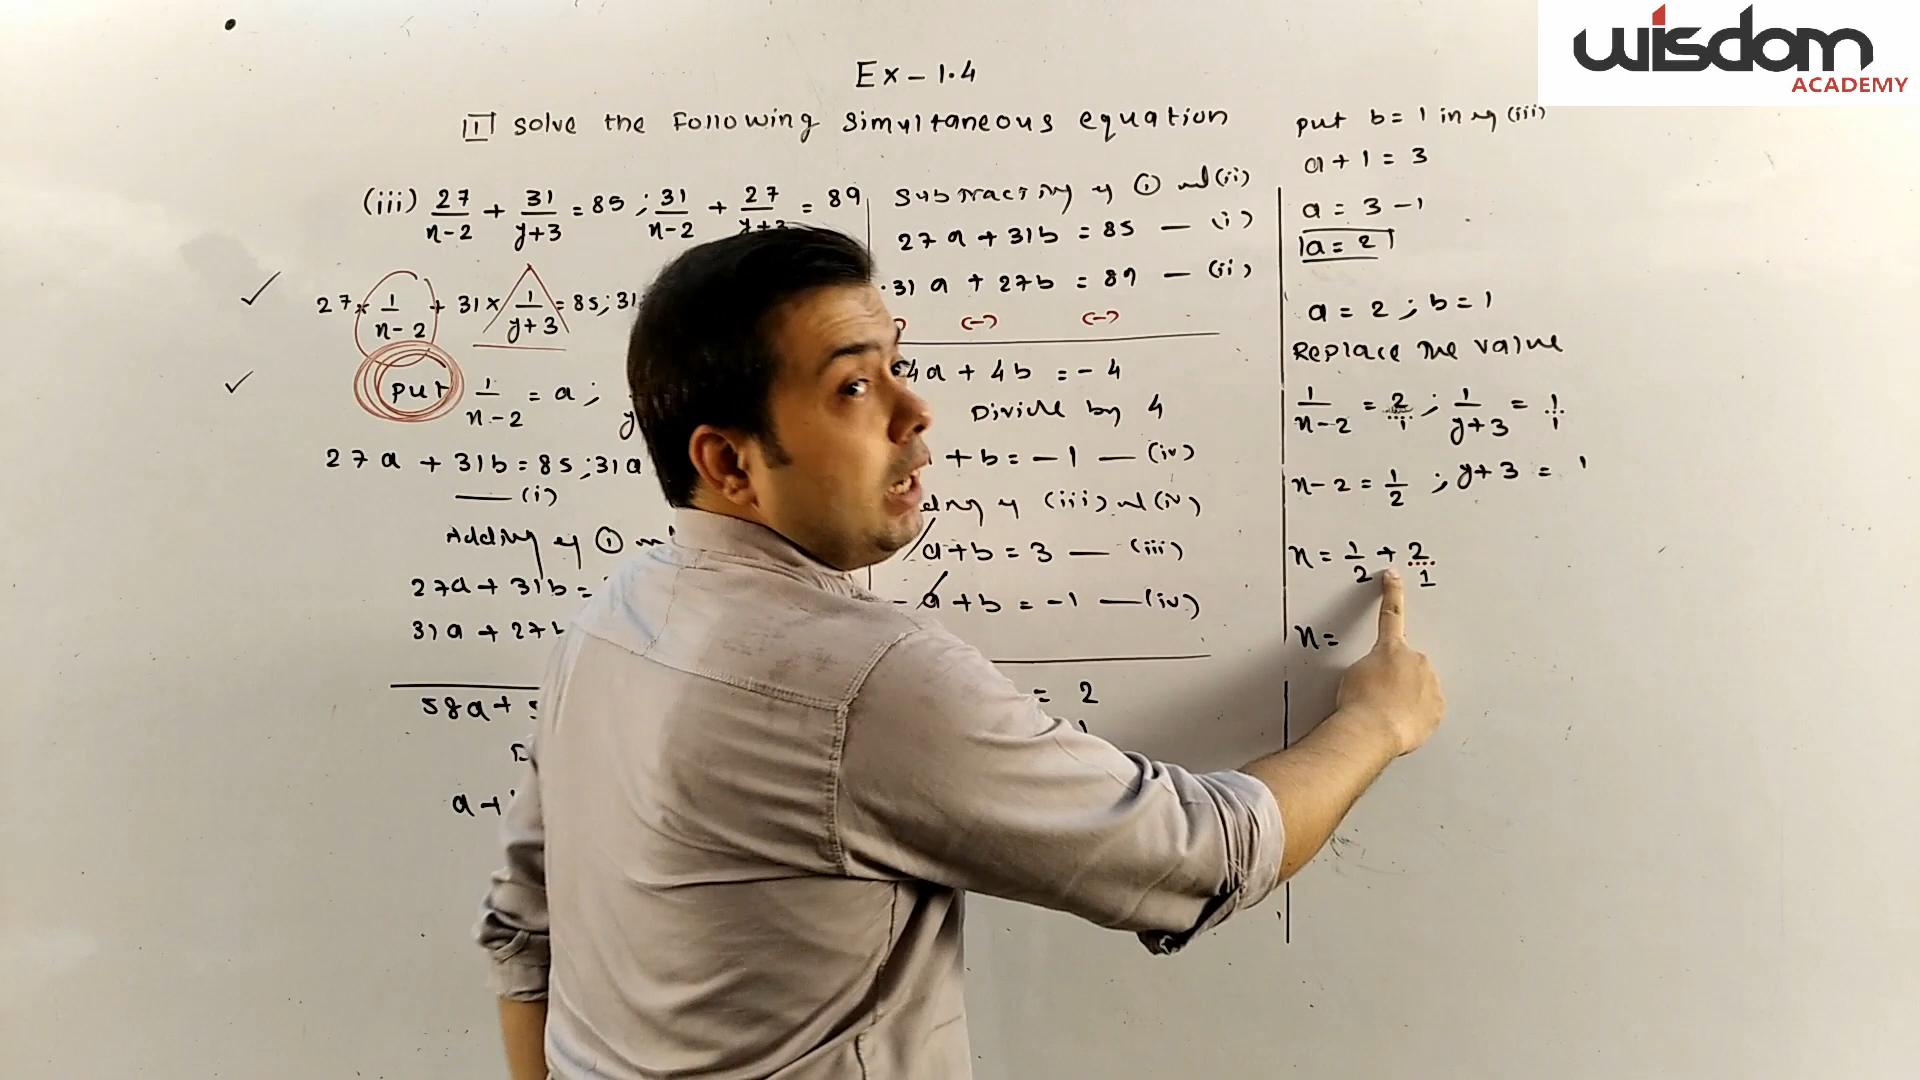 wisdom
ACADEMY
Ex - 1.4
II solve the following simultaneous equation
(iii) 27/n-2 + 31/y+3 = 85 ; 31/n-2 + 27/y+3 = 89
27 × 1/n-2 + 31 × 1/y+3 = 85 ; 31
put 1/n-2 = a ;
27a + 31b = 85 ; 31a
— (i)
Adding eq (i)
27a + 31b =
31a + 27b
58a +
a +
Subtracting eq (i) and (ii)
27a + 31b = 85 — (i)
31a + 27b = 89 — (ii)
(-) (-)
4a + 4b = - 4
Divide by 4
+ b = - 1 — (iv)
eq (iii) and (iv)
a + b = 3 — (iii)
- a + b = - 1 — (iv)
= 2
put b = 1 in eq (iii)
a + 1 = 3
a = 3 - 1
a = 2
a = 2 ; b = 1
Replace the value
1/n-2 = 2/1 ; 1/y+3 = 1/1
n - 2 = 1/2 ; y + 3 = 1
n = 1/2 + 2/1
n =